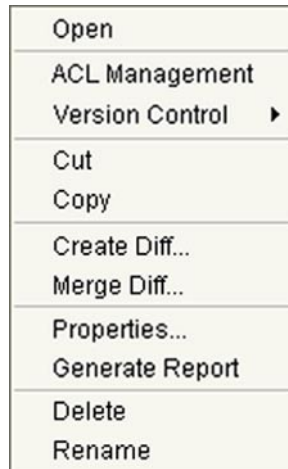 Open
ACL Management
Version Control
Cut
Copy
Create Diff...
Merge Diff...
Properties...
Generate Report
Delete
Rename